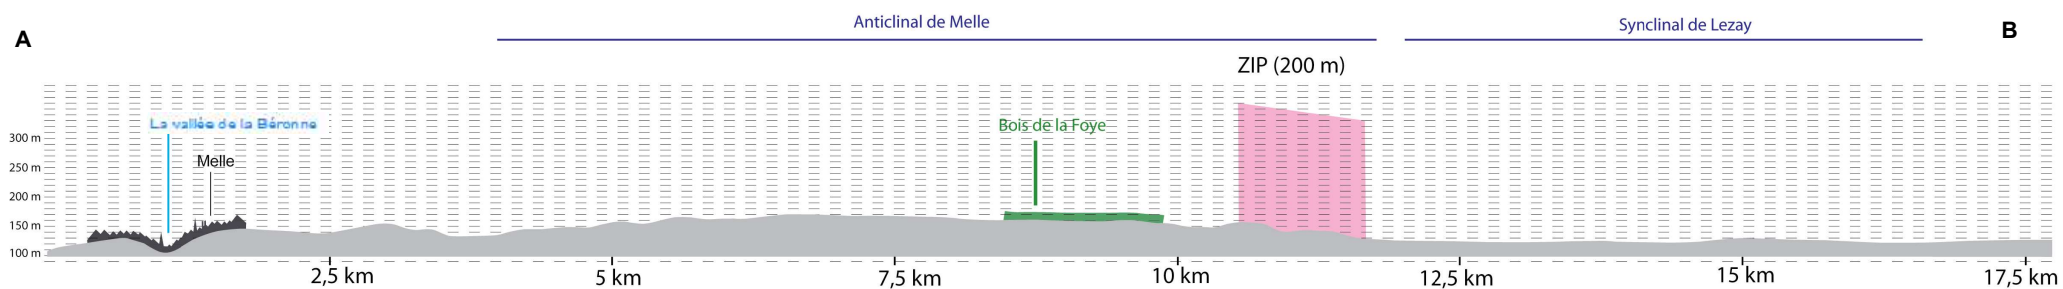 Anticlinal de Melle
Synclinal de Lezay
A
B
ZIP (200 m)
La vallée de la Béronne
Bois de la Foye
300 m
Melle
250 m
200 m
150 m
100 m
2,5 km
5 km
7,5 km
10 km
12,5 km
15 km
17,5 km